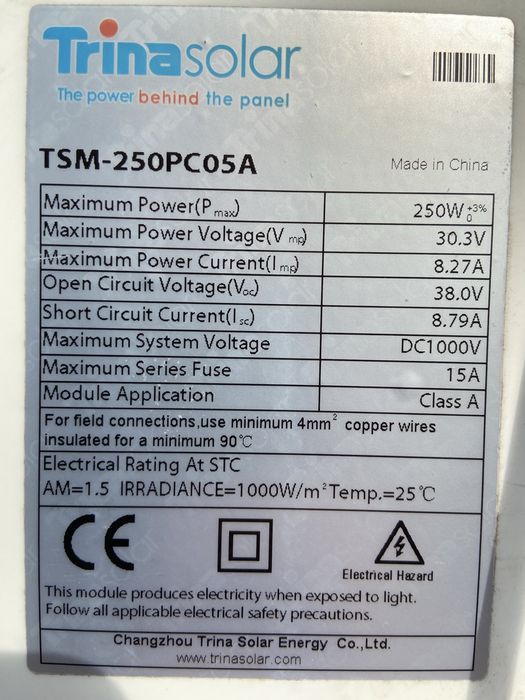 Trinasolar
The power behind the panel
TSM-250PC05A Made in China
Maximum Power(Pmax) 250W +3% 0
Maximum Power Voltage(Vmp) 30.3V
Maximum Power Current(Imp) 8.27A
Open Circuit Voltage(Voc) 38.0V
Short Circuit Current(Isc) 8.79A
Maximum System Voltage DC1000V
Maximum Series Fuse 15A
Module Application Class A
For field connections,use minimum 4mm² copper wires
insulated for a minimum 90℃
Electrical Rating At STC
AM=1.5 IRRADIANCE=1000W/m² Temp.=25℃
CE
Electrical Hazard
This module produces electricity when exposed to light.
Follow all applicable electrical safety precautions.
Changzhou Trina Solar Energy Co.,Ltd.
www.trinasolar.com